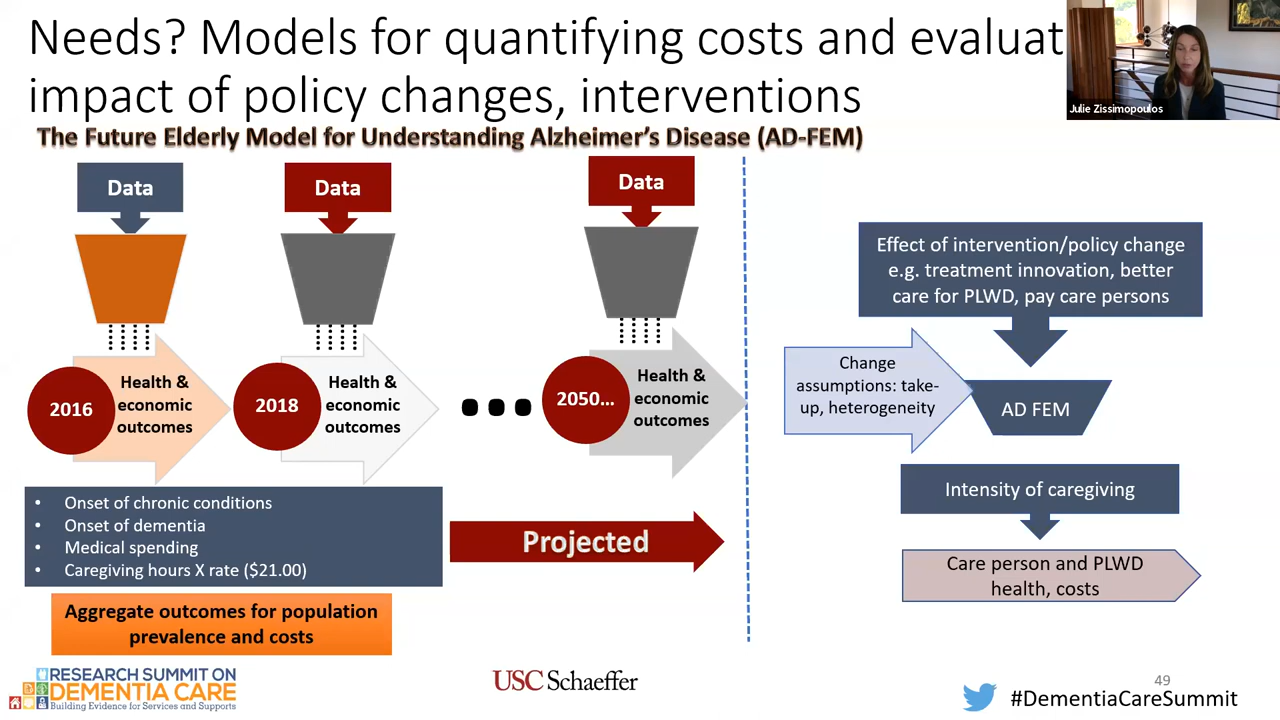 Needs? Models for quantifying costs and evaluat
impact of policy changes, interventions
Julie Zissimopoulos
The Future Elderly Model for Understanding Alzheimer's Disease (AD-FEM)
Data
Data
Data
2016
Health &
economic
outcomes
2018
Health &
economic
outcomes
2050...
Health &
economic
outcomes
• Onset of chronic conditions
• Onset of dementia
• Medical spending
• Caregiving hours X rate ($21.00)
Projected
Aggregate outcomes for population
prevalence and costs
Effect of intervention/policy change
e.g. treatment innovation, better
care for PLWD, pay care persons
Change
assumptions: take-
up, heterogeneity
AD FEM
Intensity of caregiving
Care person and PLWD
health, costs
RESEARCH SUMMIT ON
DEMENTIA CARE
Building Evidence for Services and Supports
USC Schaeffer
49
#DementiaCareSummit